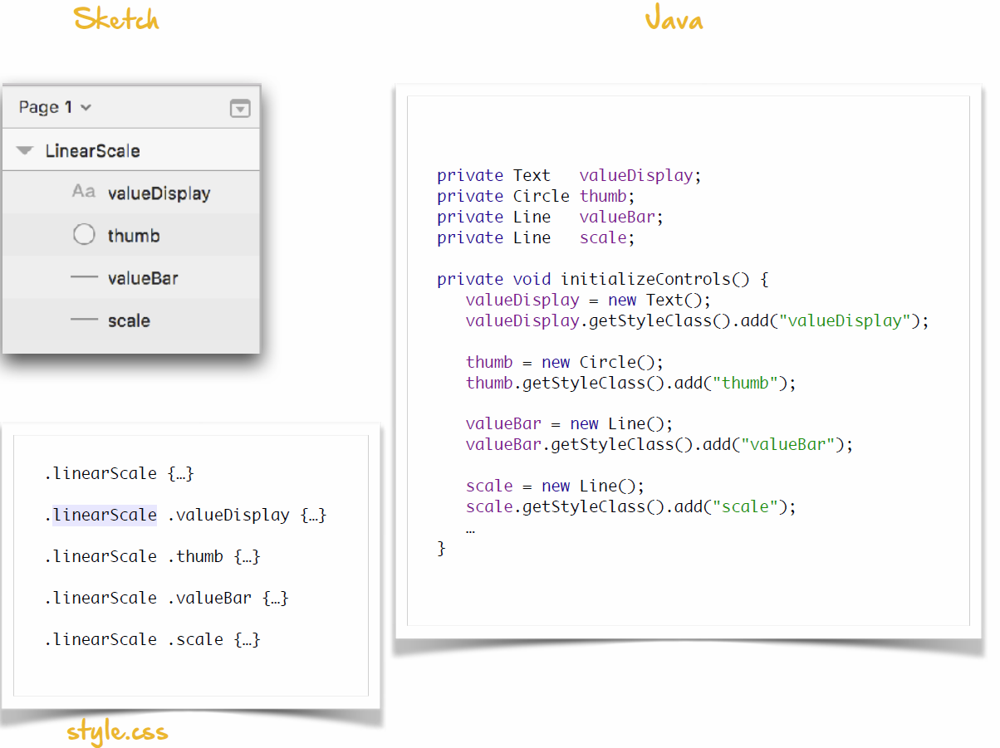 Sketch
Page 1
LinearScale
Aa valueDisplay
thumb
valueBar
scale
.linearScale {…}
.linearScale .valueDisplay {…}
.linearScale .thumb {…}
.linearScale .valueBar {…}
.linearScale .scale {…}
style.css
Java
private Text   valueDisplay;
private Circle thumb;
private Line   valueBar;
private Line   scale;
private void initializeControls() {
   valueDisplay = new Text();
   valueDisplay.getStyleClass().add("valueDisplay");
   thumb = new Circle();
   thumb.getStyleClass().add("thumb");
   valueBar = new Line();
   valueBar.getStyleClass().add("valueBar");
   scale = new Line();
   scale.getStyleClass().add("scale");
   …
}